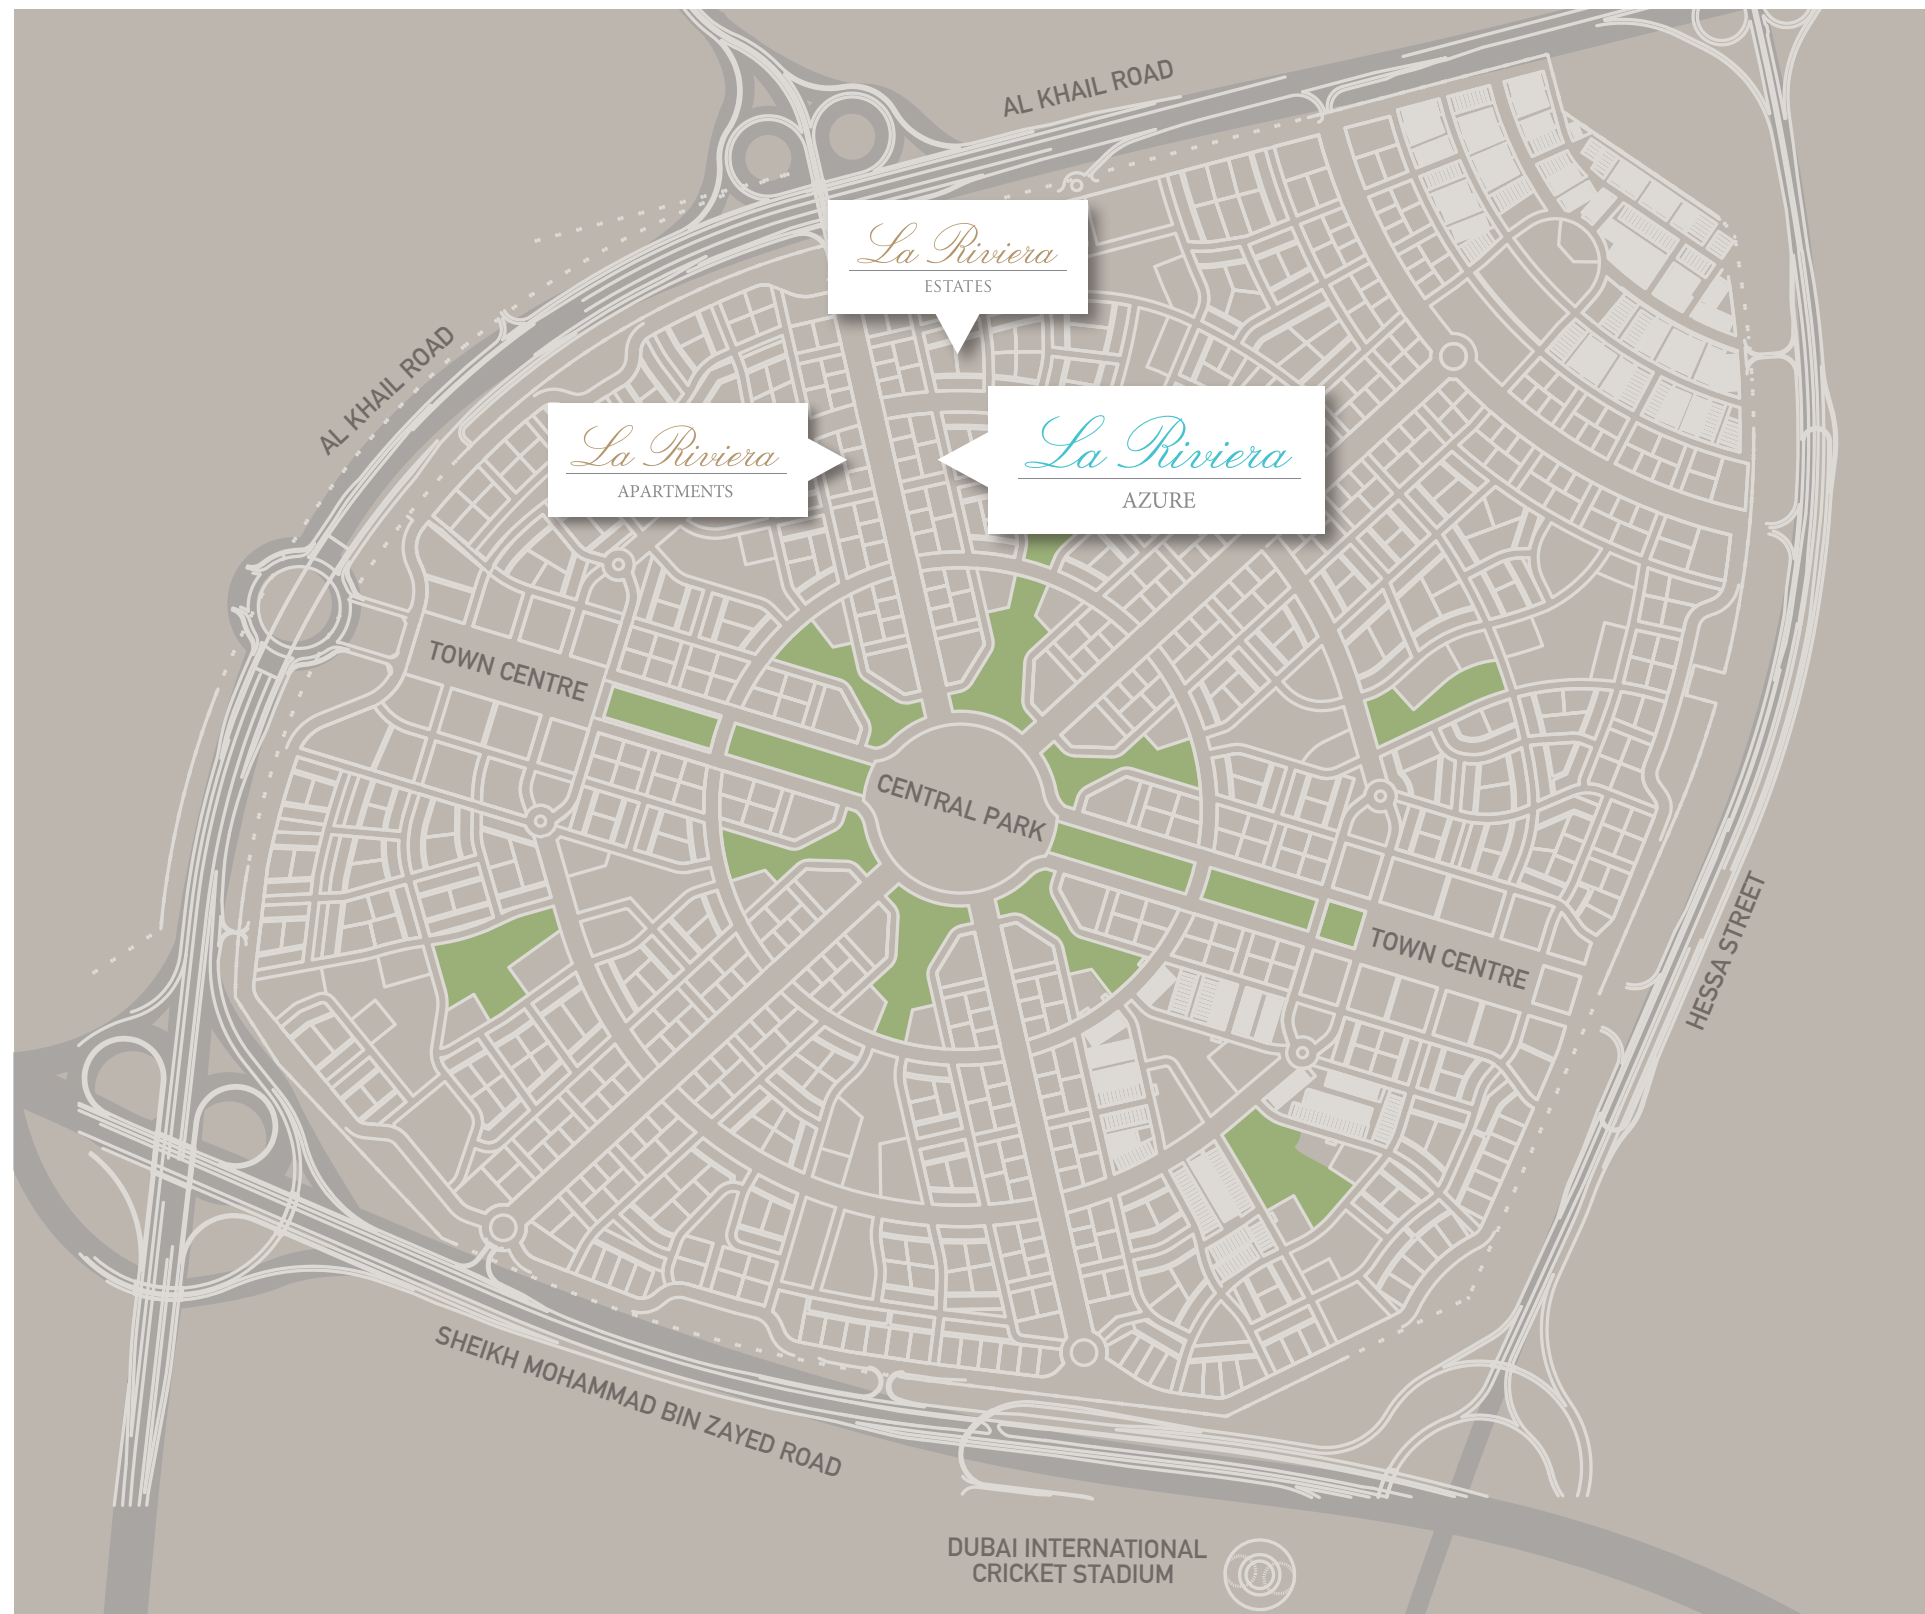 AL KHAIL ROAD
La Riviera
ESTATES
AL KHAIL ROAD
La Riviera
APARTMENTS
La Riviera
AZURE
TOWN CENTRE
CENTRAL PARK
TOWN CENTRE
HESSA STREET
SHEIKH MOHAMMAD BIN ZAYED ROAD
DUBAI INTERNATIONAL
CRICKET STADIUM